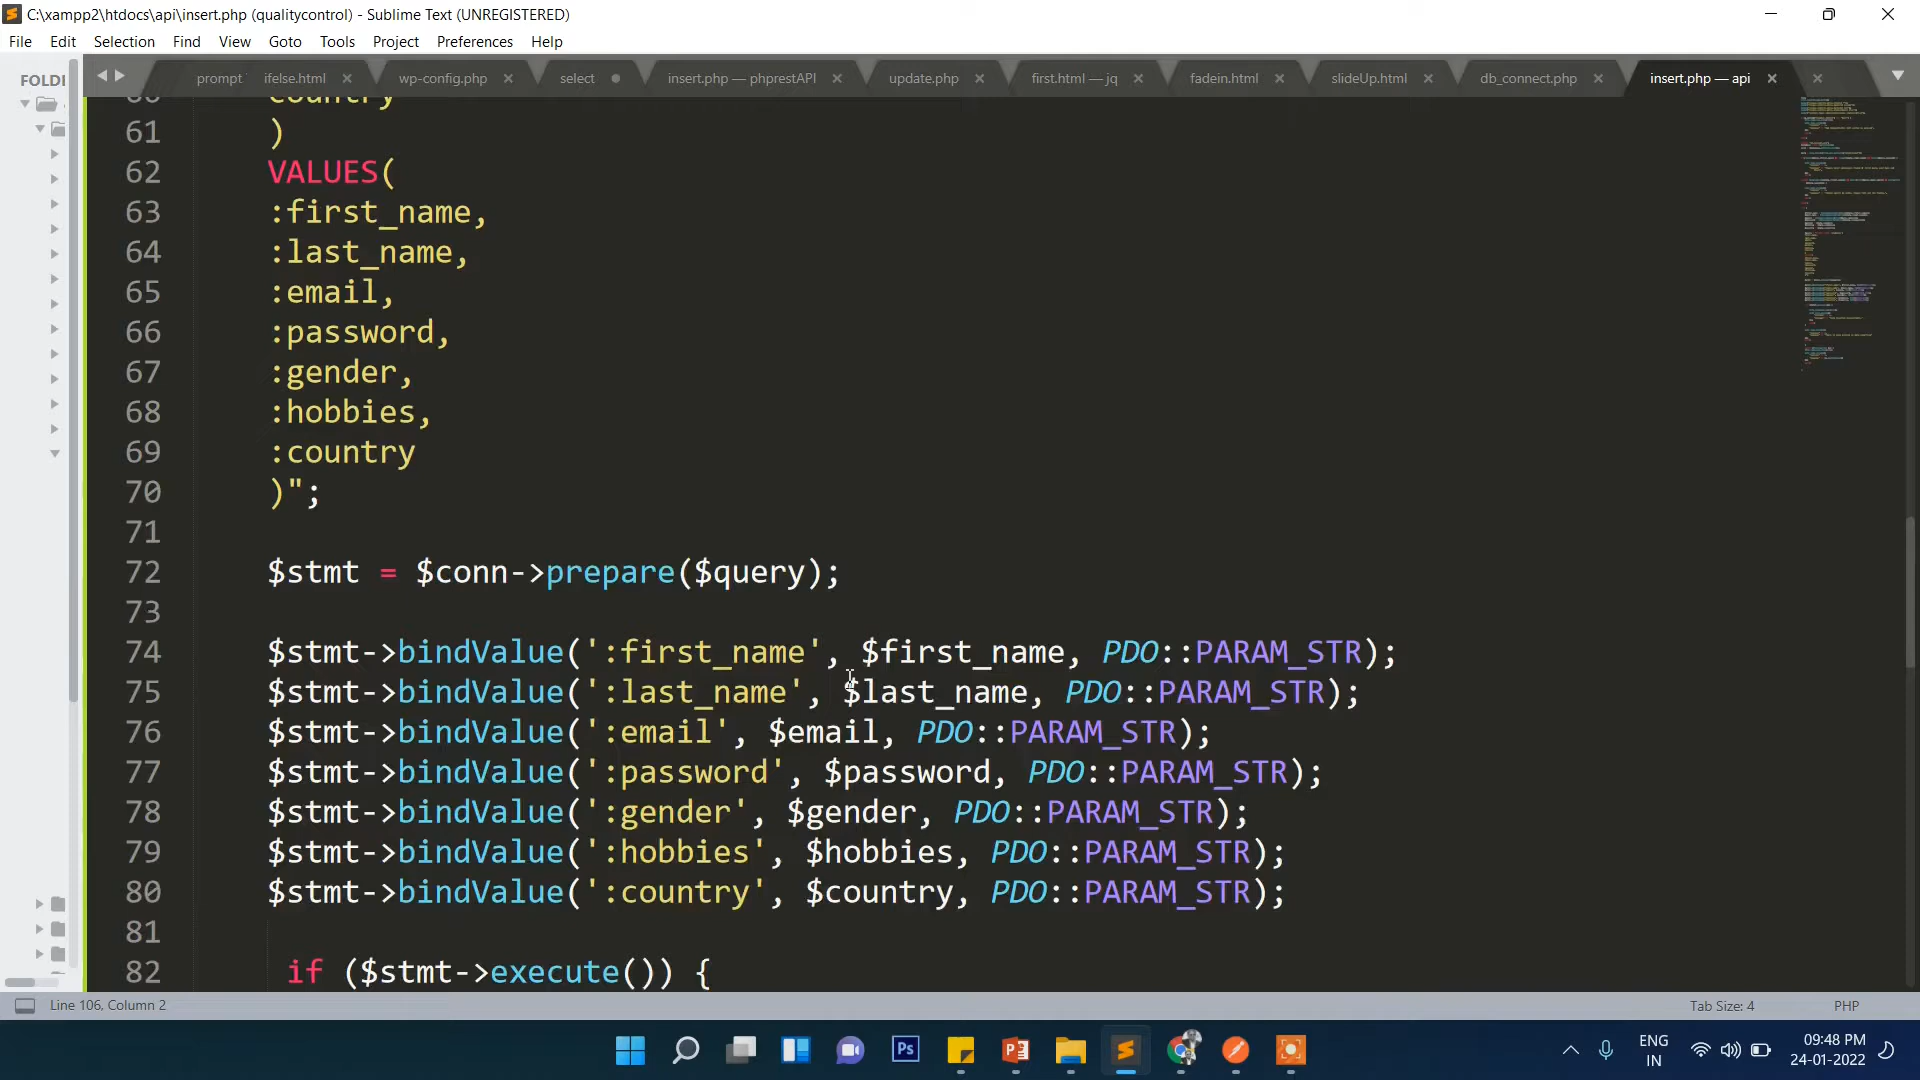 C:\xampp2\htdocs\api\insert.php (qualitycontrol) - Sublime Text (UNREGISTERED)
File Edit Selection Find View Goto Tools Project Preferences Help
FOLDI
prompt ifelse.html wp-config.php select insert.php — phprestAPI update.php first.html — jq fadein.html slideUp.html db_connect.php insert.php — api
60 country
61 )
62 VALUES(
63 :first_name,
64 :last_name,
65 :email,
66 :password,
67 :gender,
68 :hobbies,
69 :country
70 )";
71
72 $stmt = $conn->prepare($query);
73
74 $stmt->bindValue(':first_name', $first_name, PDO::PARAM_STR);
75 $stmt->bindValue(':last_name', $last_name, PDO::PARAM_STR);
76 $stmt->bindValue(':email', $email, PDO::PARAM_STR);
77 $stmt->bindValue(':password', $password, PDO::PARAM_STR);
78 $stmt->bindValue(':gender', $gender, PDO::PARAM_STR);
79 $stmt->bindValue(':hobbies', $hobbies, PDO::PARAM_STR);
80 $stmt->bindValue(':country', $country, PDO::PARAM_STR);
81
82 if ($stmt->execute()) {
Line 106, Column 2 Tab Size: 4 PHP
Ps
ENG 09:48 PM
IN 24-01-2022